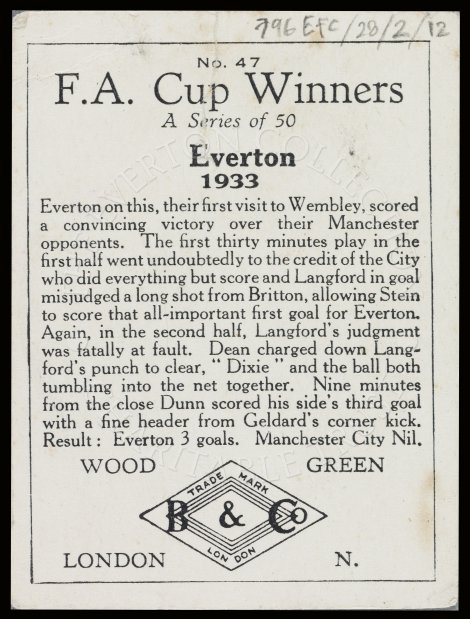 796 EFC/28/2/12
No. 47
F.A. Cup Winners
A Series of 50
Everton
1933
Everton on this, their first visit to Wembley, scored
a convincing victory over their Manchester
opponents. The first thirty minutes play in the
first half went undoubtedly to the credit of the City
who did everything but score and Langford in goal
misjudged a long shot from Britton, allowing Stein
to score that all-important first goal for Everton.
Again, in the second half, Langford's judgment
was fatally at fault. Dean charged down Lang-
ford's punch to clear, "Dixie" and the ball both
tumbling into the net together. Nine minutes
from the close Dunn scored his side's third goal
with a fine header from Geldard's corner kick.
Result: Everton 3 goals. Manchester City Nil.
WOOD GREEN
TRADE MARK
B & Co
LONDON
LONDON N.
EVERTON COLLECTION
CHARITABLE